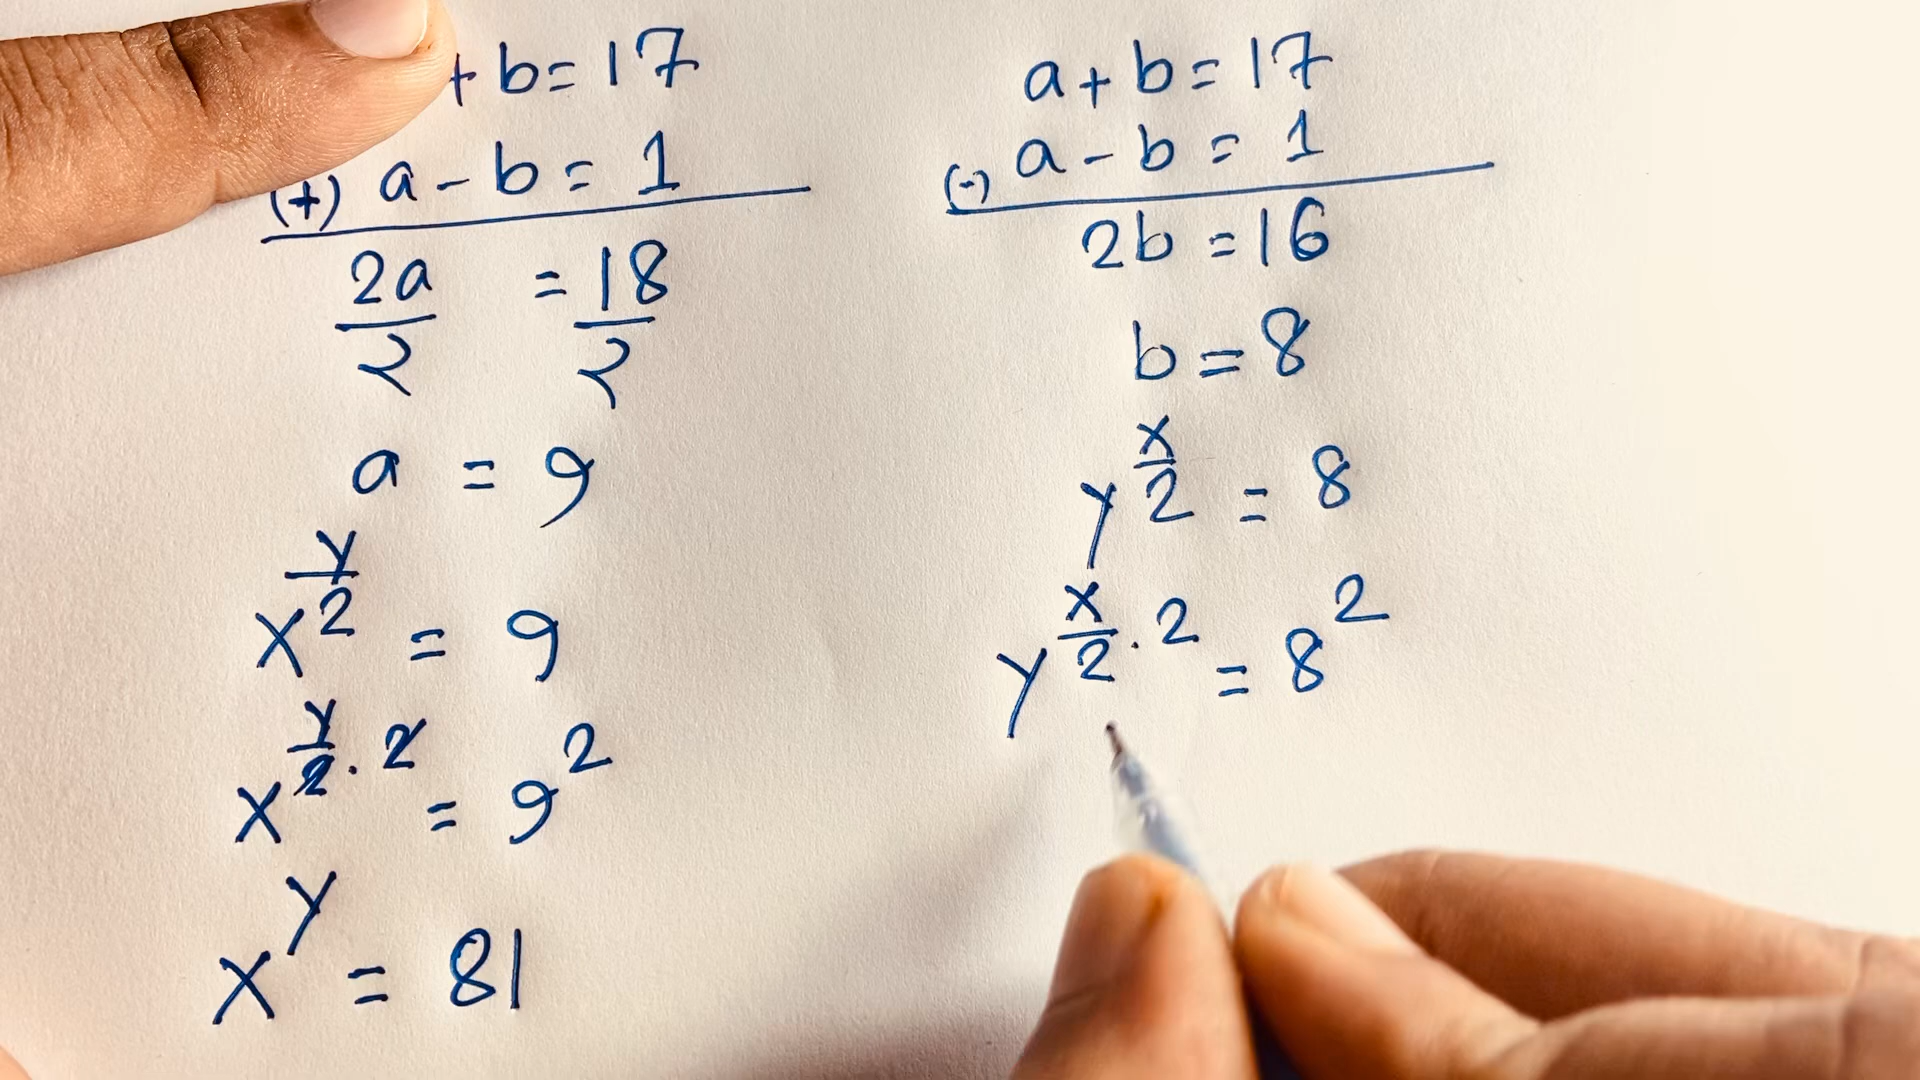 + b = 17
(+) a - b = 1
2a/2 = 18/2
a = 9
x^(y/2) = 9
x^(y/2 . 2) = 9^2
x^y = 81
a + b = 17
(-) a - b = 1
2b = 16
b = 8
y^(x/2) = 8
y^(x/2 . 2) = 8^2